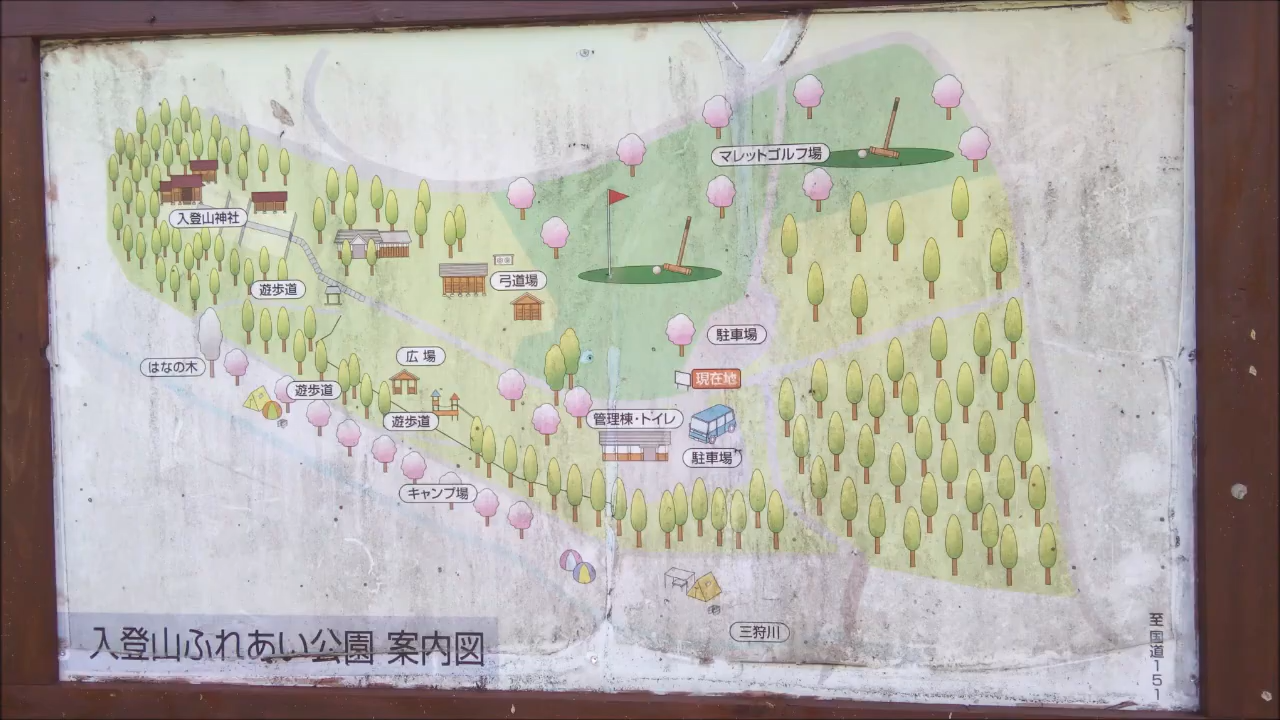 マレットゴルフ場
入登山神社
弓道場
遊歩道
駐車場
広場
はなの木
現在地
遊歩道
遊歩道
管理棟・トイレ
駐車場
キャンプ場
三狩川
入登山ふれあい公園 案内図
至国道151